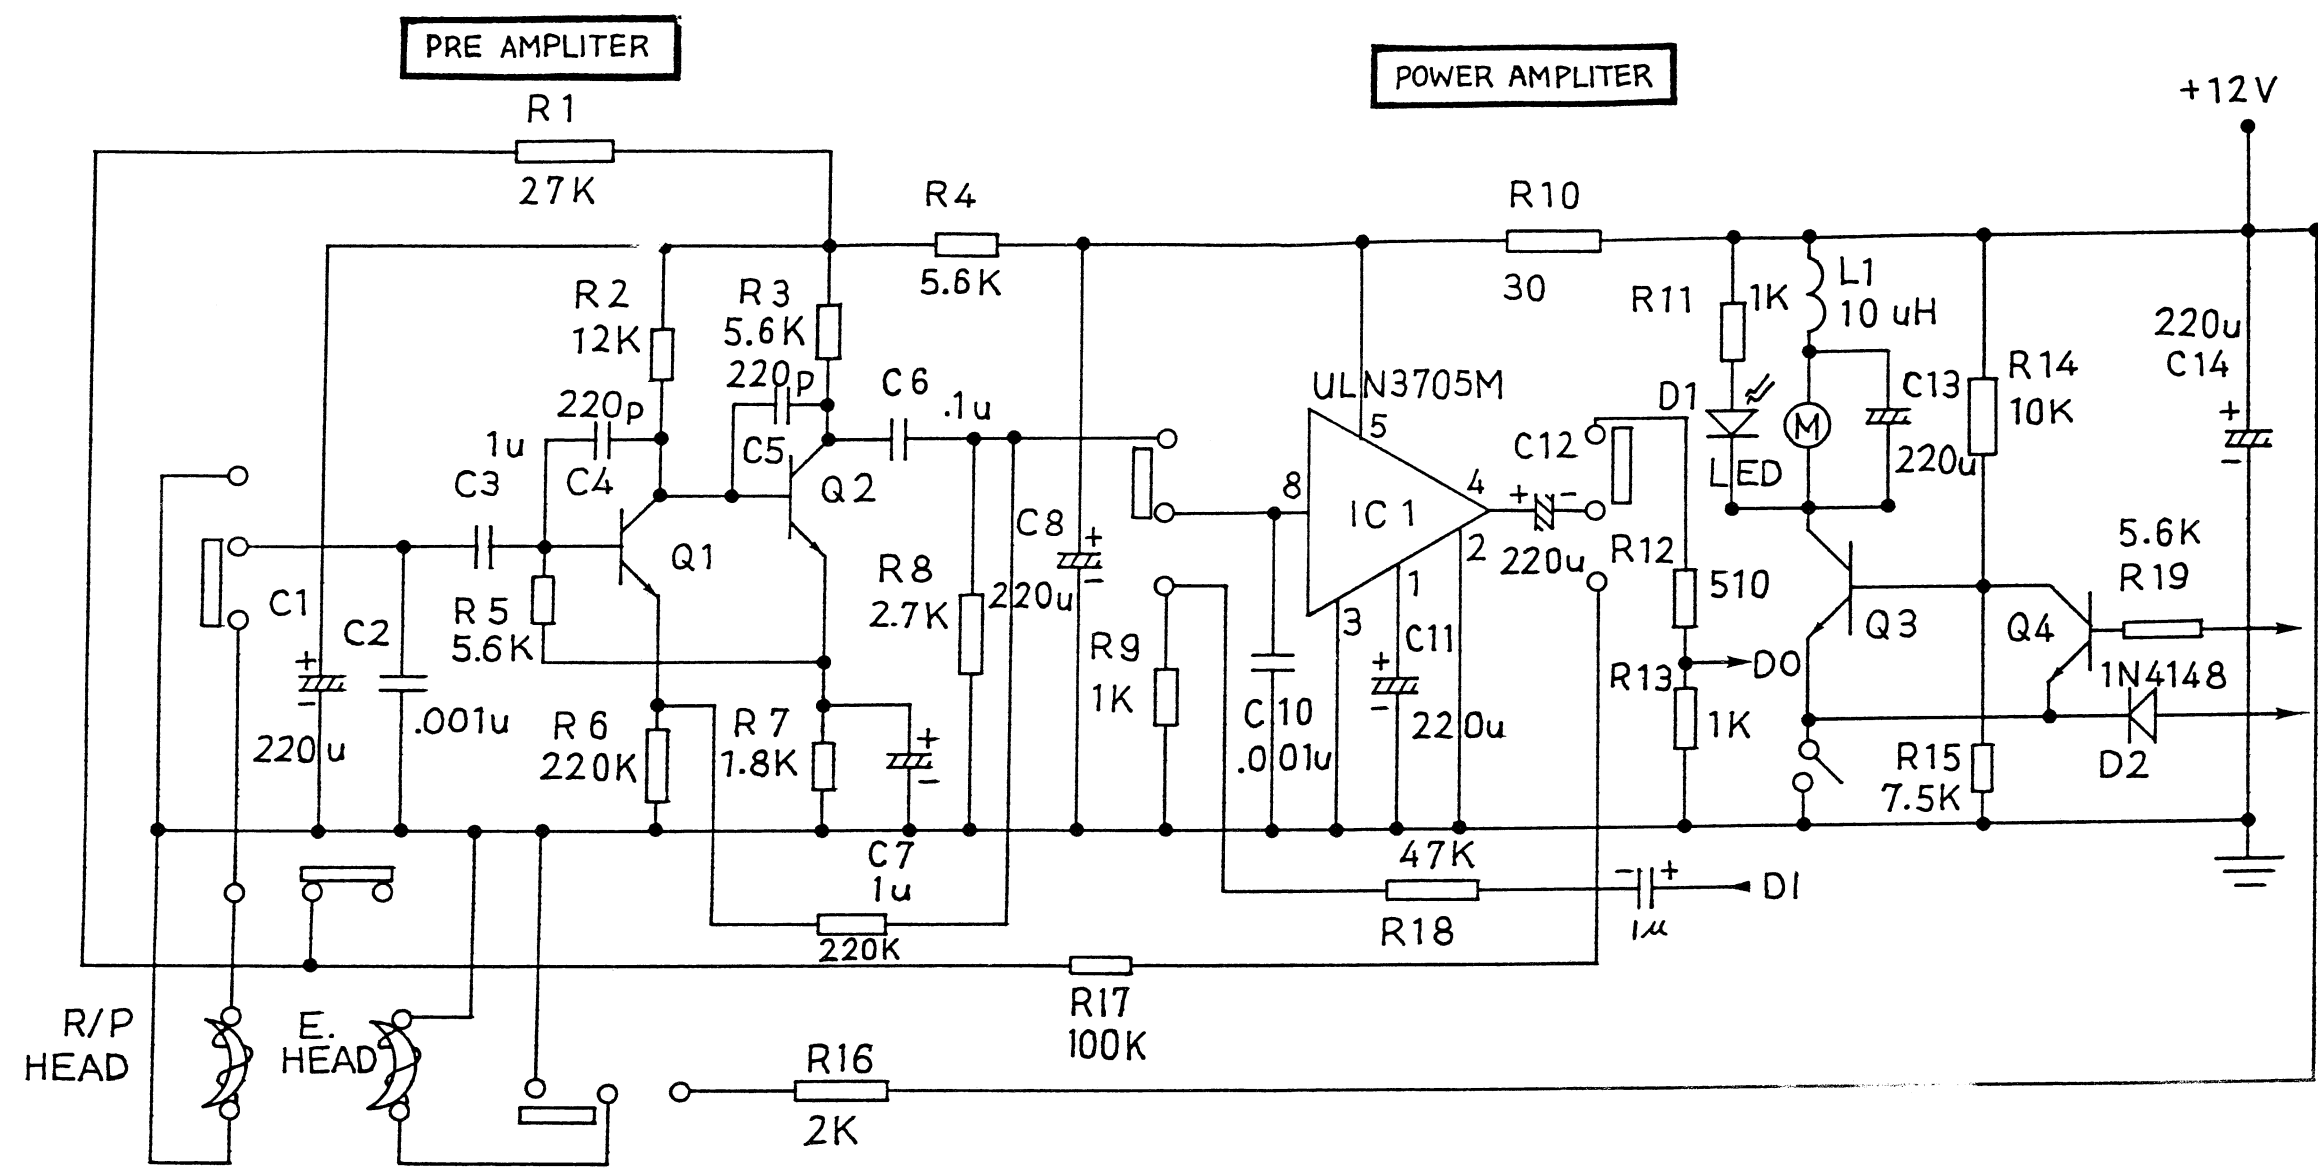 PRE AMPLITER
POWER AMPLITER
+12V
R1
27K
R4
5.6K
R10
30
R2
12K
R3
5.6K
220p
C6
.1u
220p
1u
C4
C5
C3
Q2
Q1
ULN3705M
5
8
IC1
4
2
1
3
R11
1K
L1
10 uH
D1
LED
M
C13
220u
R14
10K
220u
C14
+
-
C12
+ -
220u
R12
510
5.6K
R19
Q3
Q4
1N4148
D2
DO
R13
1K
R15
7.5K
C1
+
-
220u
C2
.001u
R5
5.6K
R6
220K
R7
1.8K
+
-
C7
1u
R8
2.7K
C8
220u
+
-
R9
1K
C10
.001u
C11
+
-
220u
47K
R18
- +
1µ
DI
220K
R17
100K
R/P
HEAD
E.
HEAD
R16
2K